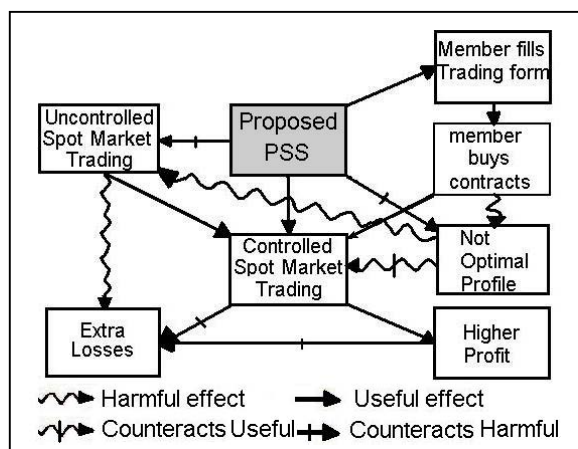 Member fills
Trading form
Uncontrolled
Spot Market
Trading
Proposed
PSS
member
buys
contracts
Controlled
Spot Market
Trading
Not
Optimal
Profile
Extra
Losses
Higher
Profit
Harmful effect
Useful effect
Counteracts Useful
Counteracts Harmful